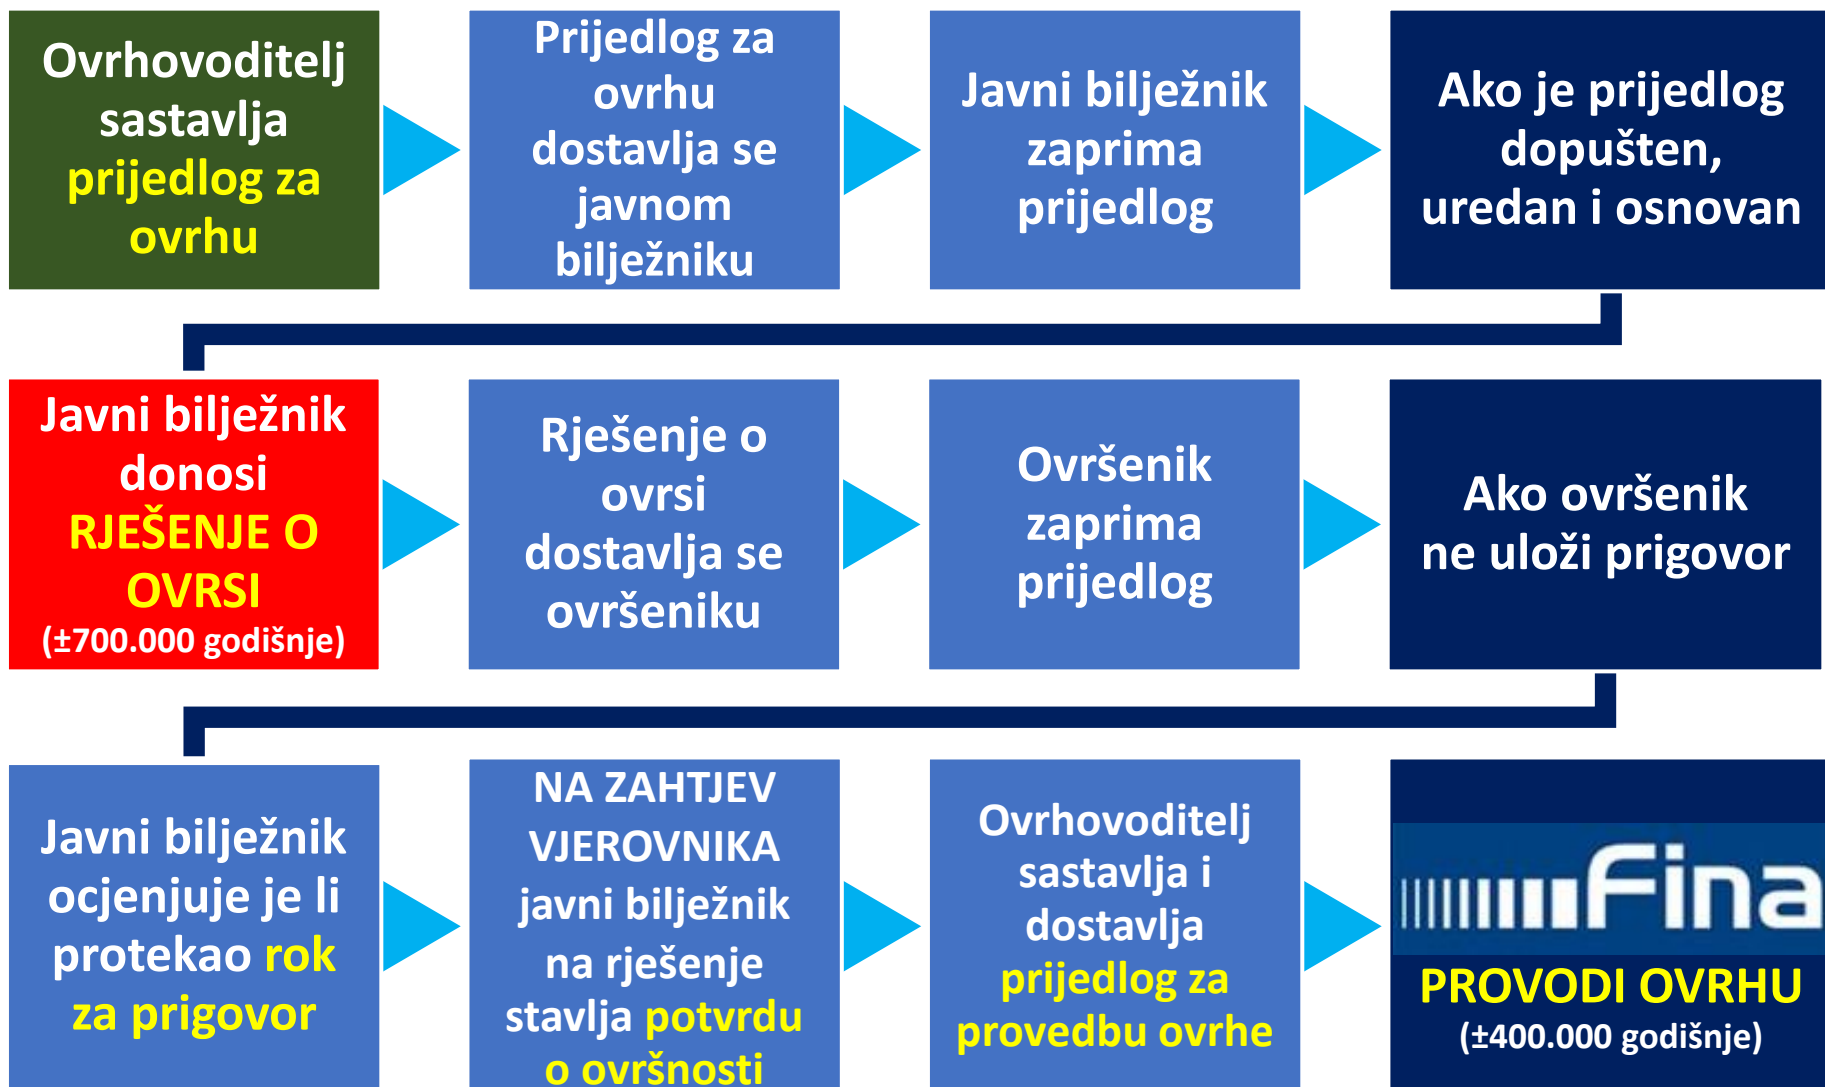 Ovrhovoditelj
sastavlja
prijedlog za
ovrhu
Prijedlog za
ovrhu
dostavlja se
javnom
bilježniku
Javni bilježnik
zaprima
prijedlog
Ako je prijedlog
dopušten,
uredan i osnovan
Javni bilježnik
donosi
RJEŠENJE O
OVRSI
(±700.000 godišnje)
Rješenje o
ovrsi
dostavlja se
ovršeniku
Ovršenik
zaprima
prijedlog
Ako ovršenik
ne uloži prigovor
Javni bilježnik
ocjenjuje je li
protekao rok
za prigovor
NA ZAHTJEV
VJEROVNIKA
javni bilježnik
na rješenje
stavlja potvrdu
o ovršnosti
Ovrhovoditelj
sastavlja i
dostavlja
prijedlog za
provedbu ovrhe
Fina
PROVODI OVRHU
(±400.000 godišnje)